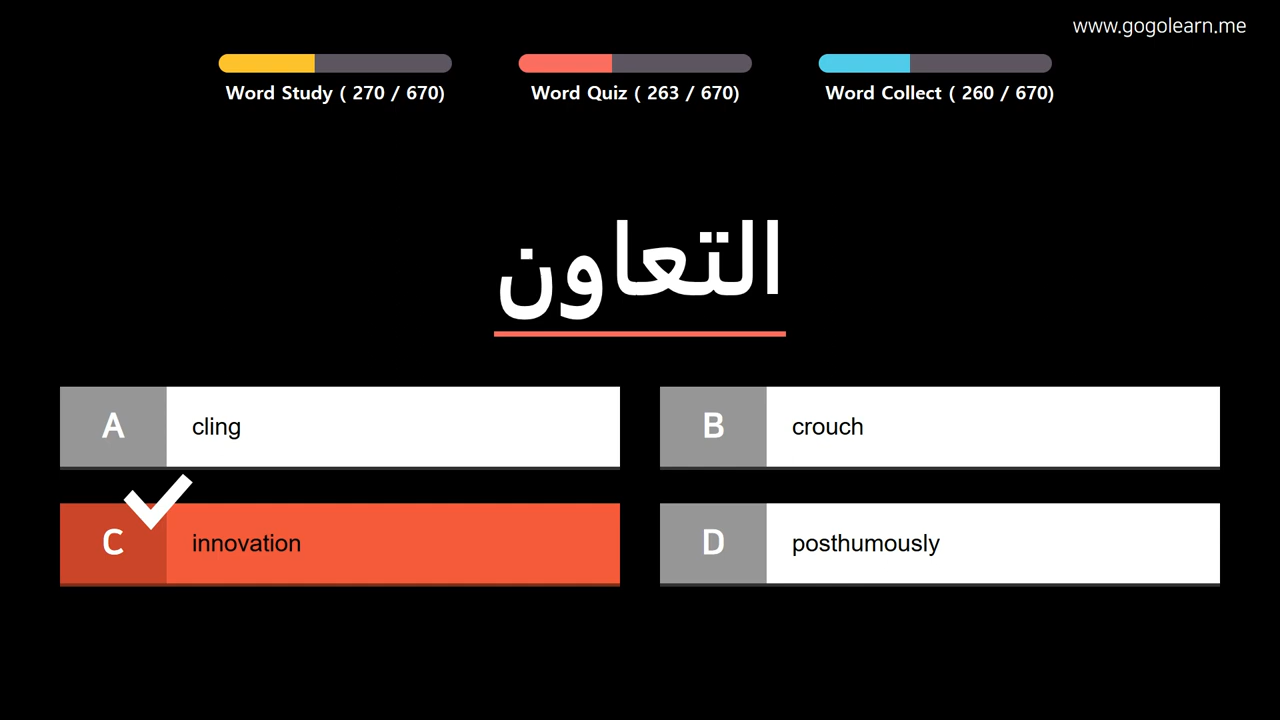 www.gogolearn.me
Word Study ( 270 / 670)
Word Quiz ( 263 / 670)
Word Collect ( 260 / 670)
التعاون
A cling
B crouch
C innovation
D posthumously